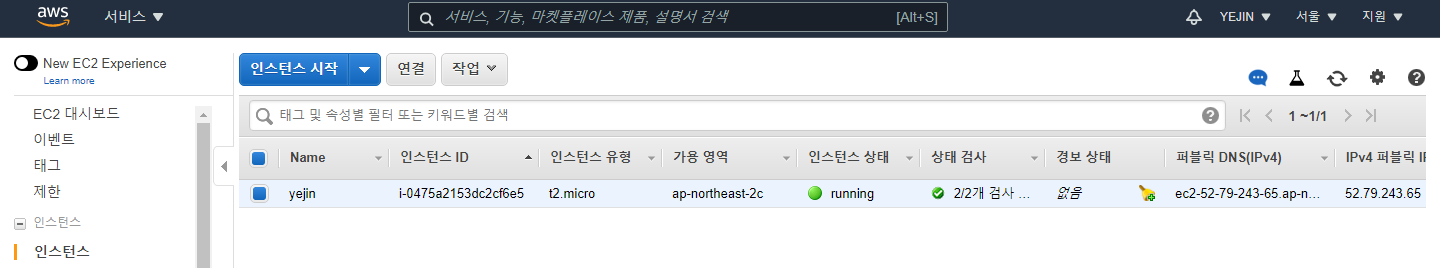 aws 서비스 서비스, 기능, 마켓플레이스 제품, 설명서 검색 [Alt+S] YEJIN 서울 지원
New EC2 Experience
Learn more
EC2 대시보드
이벤트
태그
제한
인스턴스
인스턴스
인스턴스 시작 연결 작업
태그 및 속성별 필터 또는 키워드별 검색 1 ~1/1
Name 인스턴스 ID 인스턴스 유형 가용 영역 인스턴스 상태 상태 검사 경보 상태 퍼블릭 DNS(IPv4) IPv4 퍼블릭
yejin i-0475a2153dc2cf6e5 t2.micro ap-northeast-2c running 2/2개 검사 ... 없음 ec2-52-79-243-65.ap-n... 52.79.243.65